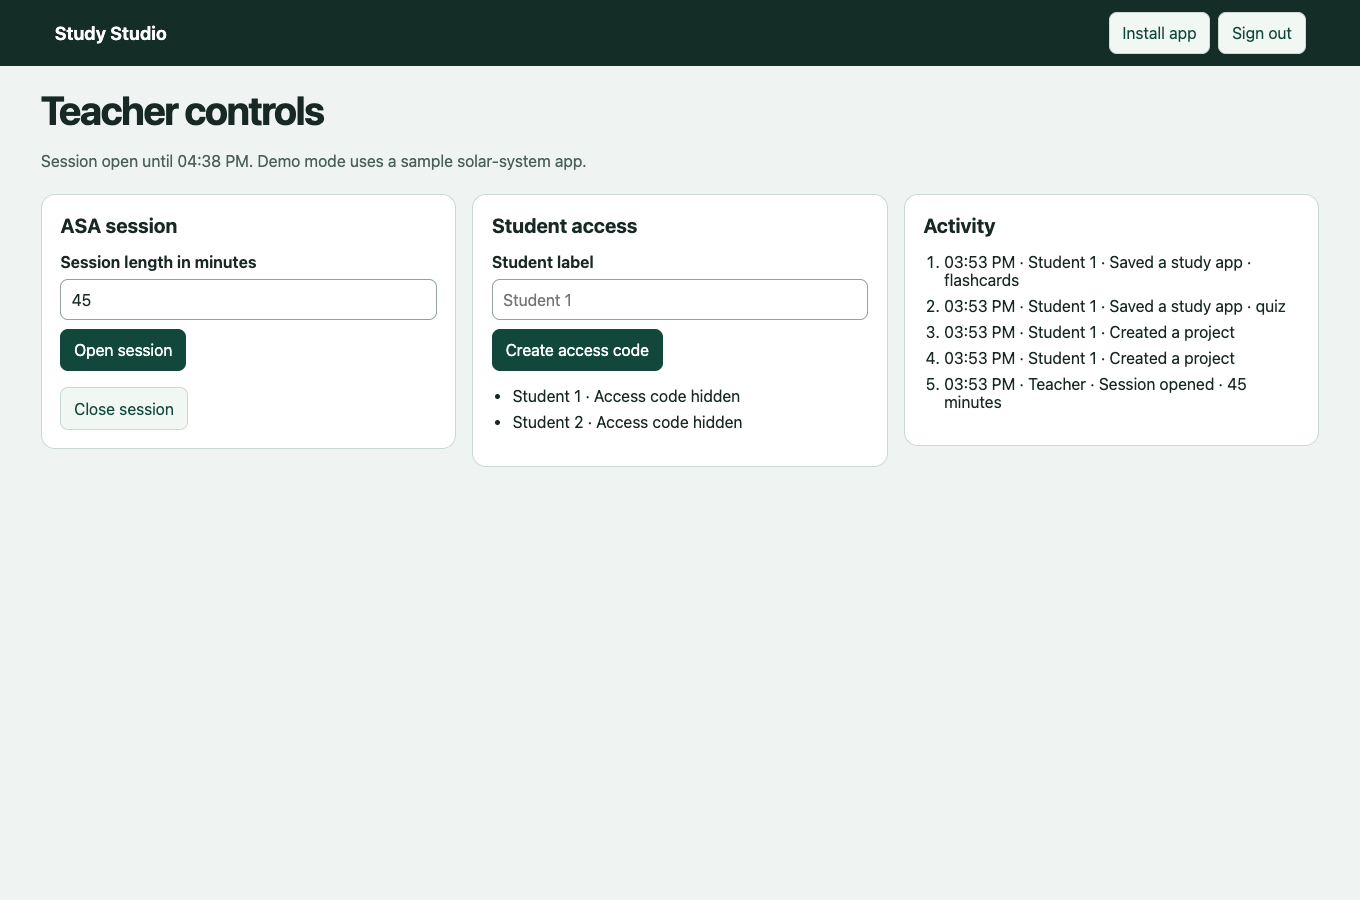 Study Studio
Install app
Sign out
Teacher controls
Session open until 04:38 PM. Demo mode uses a sample solar-system app.
ASA session
Session length in minutes
45
Open session
Close session
Student access
Student label
Student 1
Create access code
• Student 1 · Access code hidden
• Student 2 · Access code hidden
Activity
1. 03:53 PM · Student 1 · Saved a study app ·
flashcards
2. 03:53 PM · Student 1 · Saved a study app · quiz
3. 03:53 PM · Student 1 · Created a project
4. 03:53 PM · Student 1 · Created a project
5. 03:53 PM · Teacher · Session opened · 45
minutes